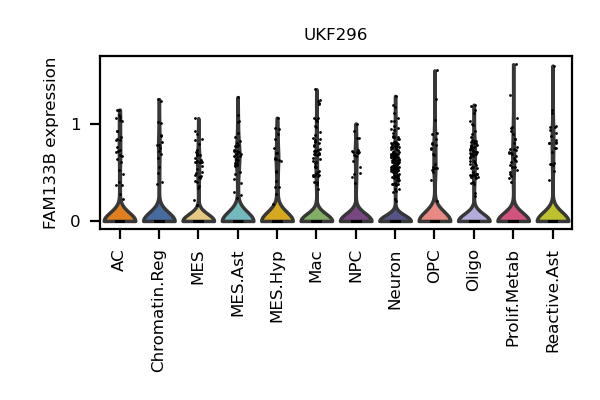 UKF296
FAM133B expression
1
0
AC
Chromatin.Reg
MES
MES.Ast
MES.Hyp
Mac
NPC
Neuron
OPC
Oligo
Prolif.Metab
Reactive.Ast